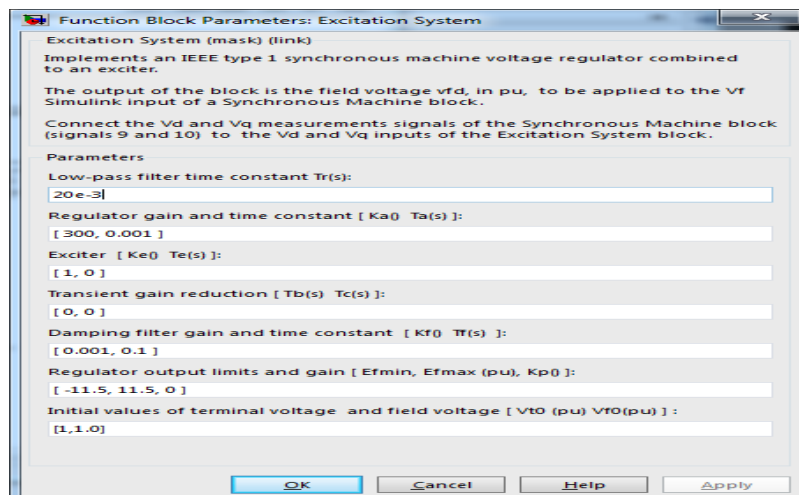 Function Block Parameters: Excitation System
Excitation System (mask) (link)
Implements an IEEE type 1 synchronous machine voltage regulator combined
to an exciter.
The output of the block is the field voltage vfd, in pu, to be applied to the Vf
Simulink input of a Synchronous Machine block.
Connect the Vd and Vq measurements signals of the Synchronous Machine block
(signals 9 and 10) to the Vd and Vq inputs of the Excitation System block.
Parameters
Low-pass filter time constant Tr(s):
20e-3
Regulator gain and time constant [ Ka() Ta(s) ]:
[ 300, 0.001 ]
Exciter [ Ke() Te(s) ]:
[ 1, 0 ]
Transient gain reduction [ Tb(s) Tc(s) ]:
[ 0, 0 ]
Damping filter gain and time constant [ Kf() Tf(s) ]:
[ 0.001, 0.1 ]
Regulator output limits and gain [ Efmin, Efmax (pu), Kp() ]:
[ -11.5, 11.5, 0 ]
Initial values of terminal voltage and field voltage [ Vt0 (pu) Vf0(pu) ] :
[1,1.0]
OK Cancel Help Apply